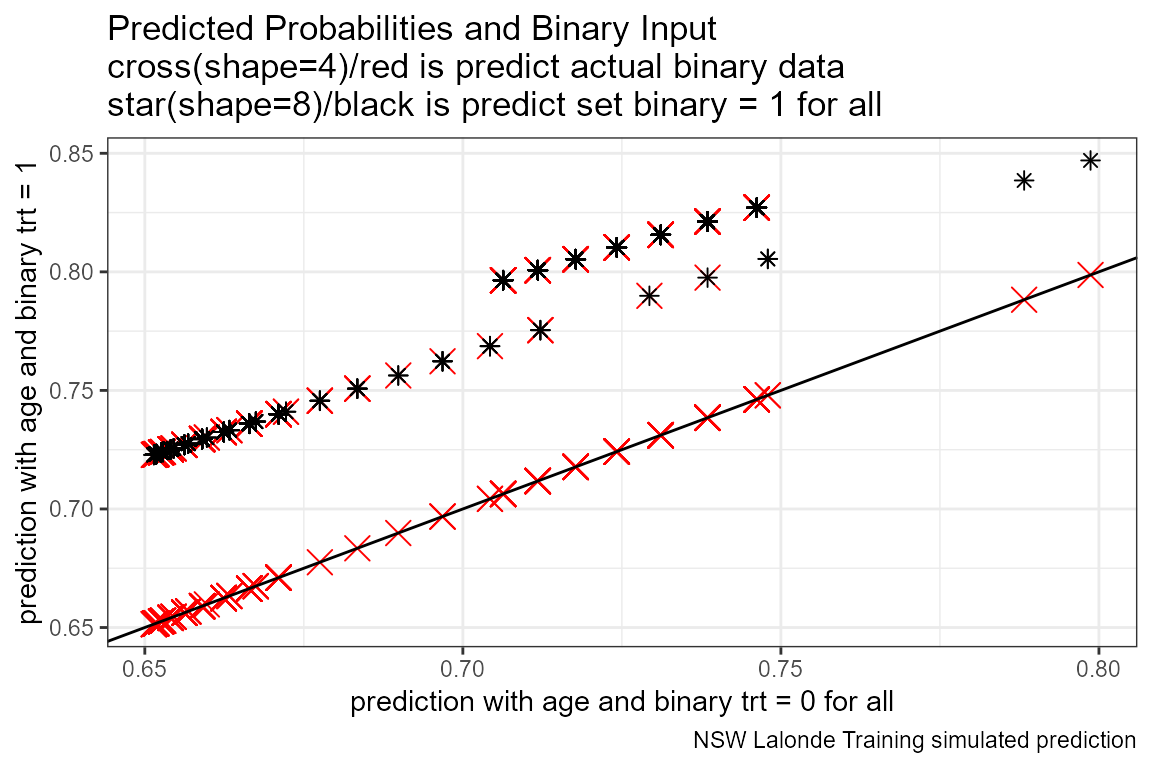 Predicted Probabilities and Binary Input
cross(shape=4)/red is predict actual binary data
star(shape=8)/black is predict set binary = 1 for all
prediction with age and binary trt = 1
0.85
0.80
0.75
0.70
0.65
0.65 0.70 0.75 0.80
prediction with age and binary trt = 0 for all
NSW Lalonde Training simulated prediction